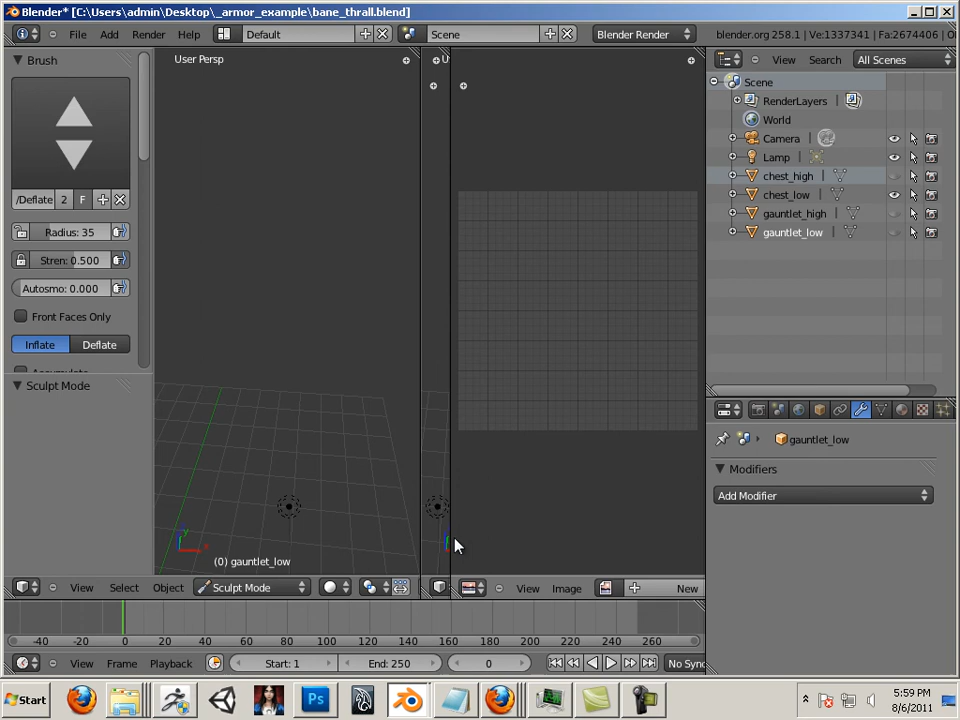 Blender* [C:\Users\admin\Desktop\_armor_example\bane_thrall.blend]
File Add Render Help Default Scene Blender Render blender.org 258.1 | Ve:1337341 | Fa:2674406 |
Brush User Persp View Search All Scenes
Scene
RenderLayers
World
Camera
Lamp
chest_high
chest_low
gauntlet_high
gauntlet_low
/Deflate 2 F
Radius: 35
Stren: 0.500
Autosmo: 0.000
Front Faces Only
Inflate Deflate
Sculpt Mode
gauntlet_low
Modifiers
Add Modifier
y
x
(0) gauntlet_low
View Select Object Sculpt Mode View Image New
-40 -20 0 20 40 60 80 100 120 140 160 180 200 220 240 260
View Frame Playback Start: 1 End: 250 0 No Sync
Start Ps 5:59 PM
8/6/2011